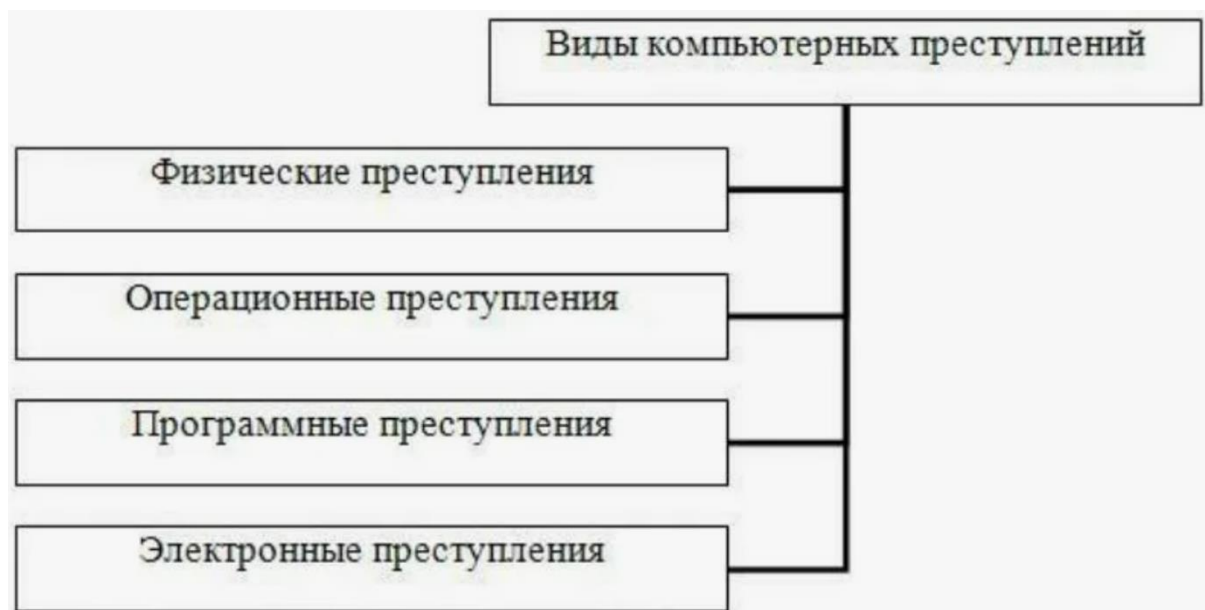 Виды компьютерных преступлений
Физические преступления
Операционные преступления
Программные преступления
Электронные преступления